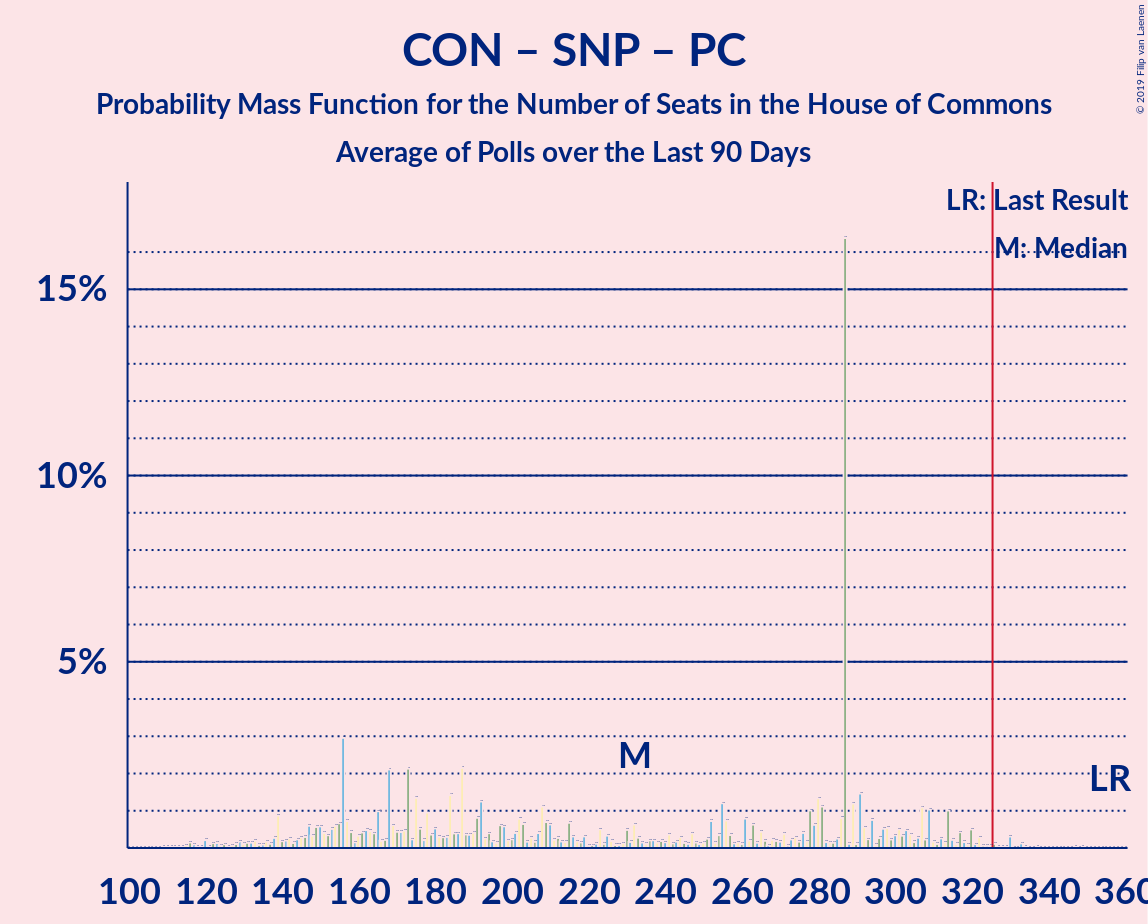 CON – SNP – PC
Probability Mass Function for the Number of Seats in the House of Commons
Average of Polls over the Last 90 Days
© 2019 Filip van Laenen
LR: Last Result
M: Median
15%
10%
5%
M
LR
100 120 140 160 180 200 220 240 260 280 300 320 340 360